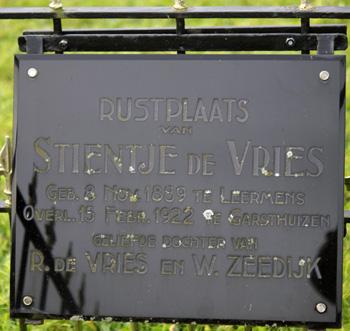 RUSTPLAATS
VAN
STIENTJE DE VRIES
GEB. 8 NOV. 1899 TE LEERMENS
OVERL. 15 FEBR. 1922 TE GARSTHUIZEN
GELIEFDE DOCHTER VAN
R. DE VRIES EN W. ZEEDIJK